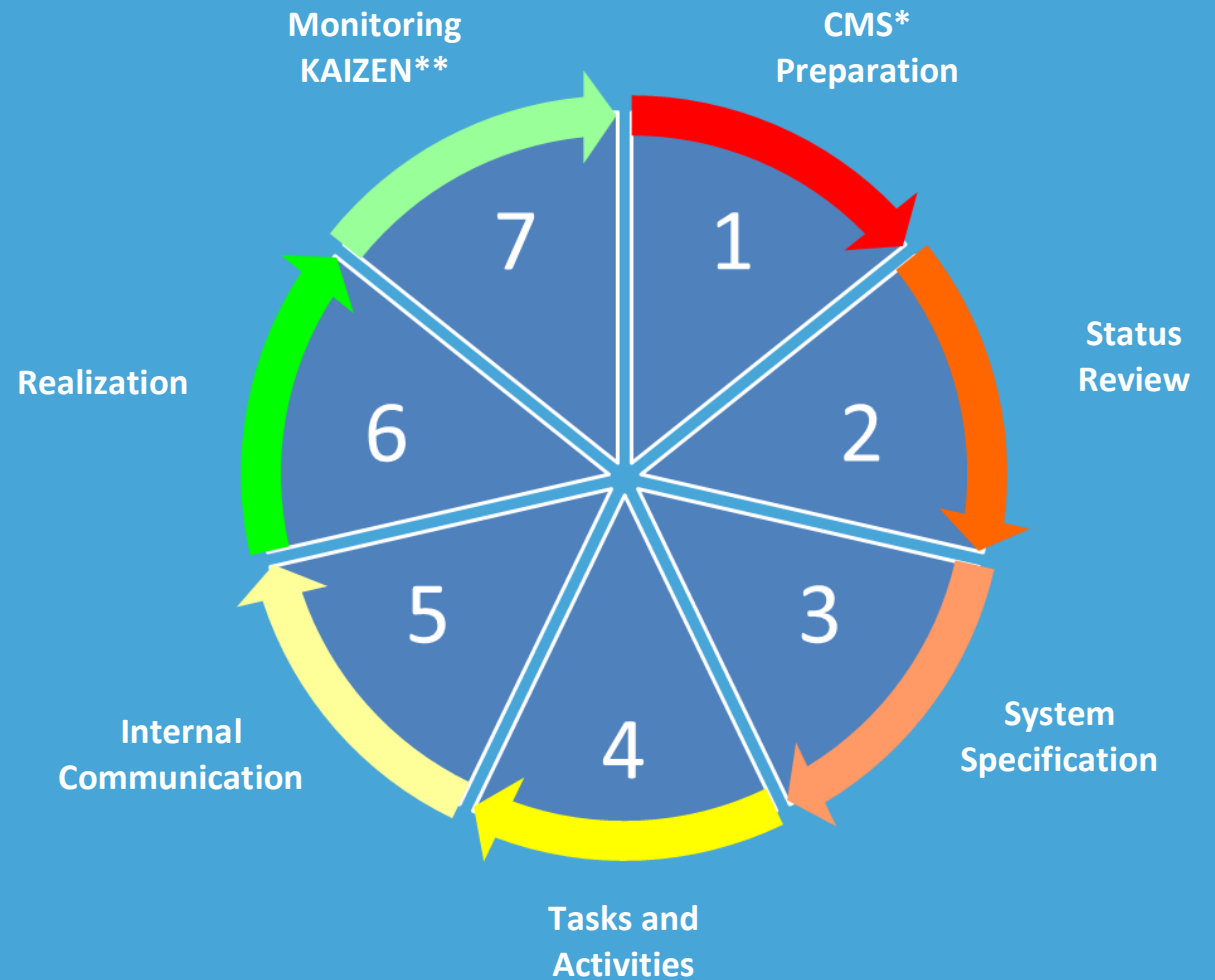 CMS*
Preparation
1
Status
Review
2
System
Specification
3
Tasks and
Activities
4
Internal
Communication
5
Realization
6
Monitoring
KAIZEN**
7